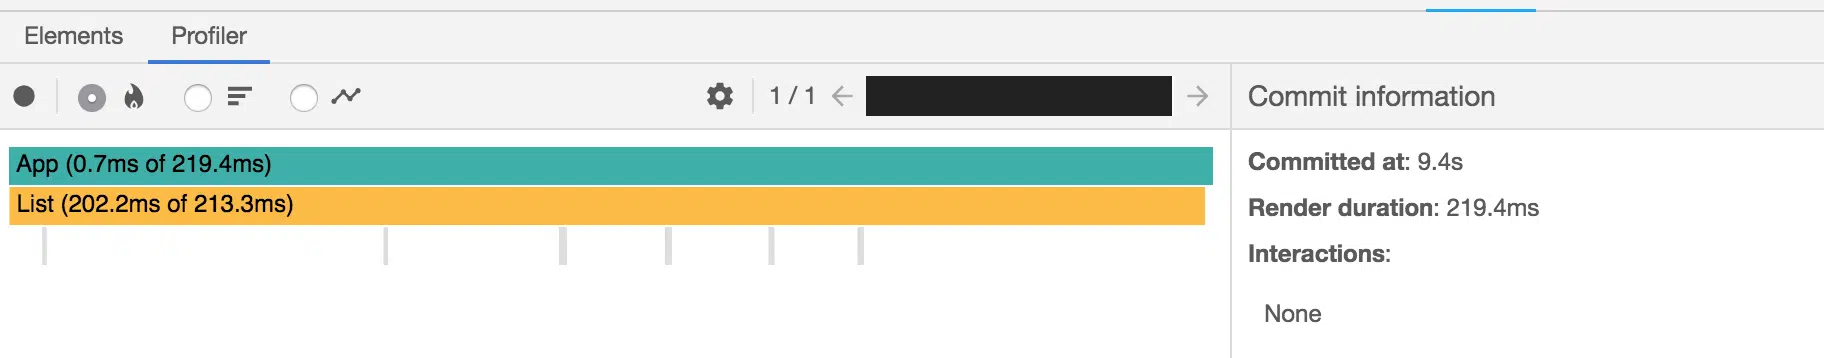 Elements Profiler
1 / 1
Commit information
App (0.7ms of 219.4ms)
List (202.2ms of 213.3ms)
Committed at: 9.4s
Render duration: 219.4ms
Interactions:
None